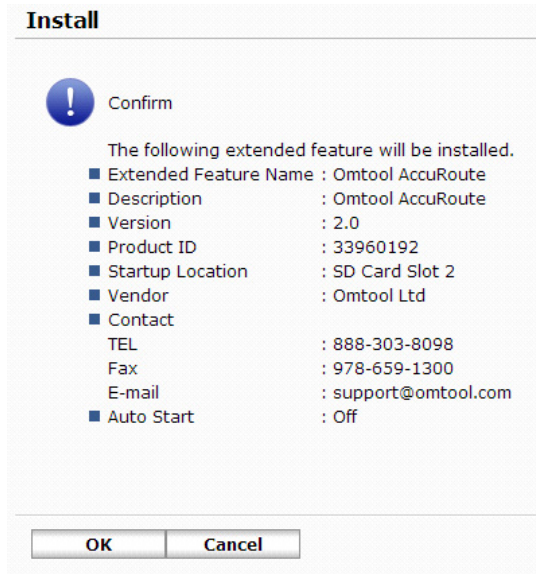 Install
Confirm
The following extended feature will be installed.
Extended Feature Name : Omtool AccuRoute
Description : Omtool AccuRoute
Version : 2.0
Product ID : 33960192
Startup Location : SD Card Slot 2
Vendor : Omtool Ltd
Contact
TEL : 888-303-8098
Fax : 978-659-1300
E-mail : support@omtool.com
Auto Start : Off
OK Cancel